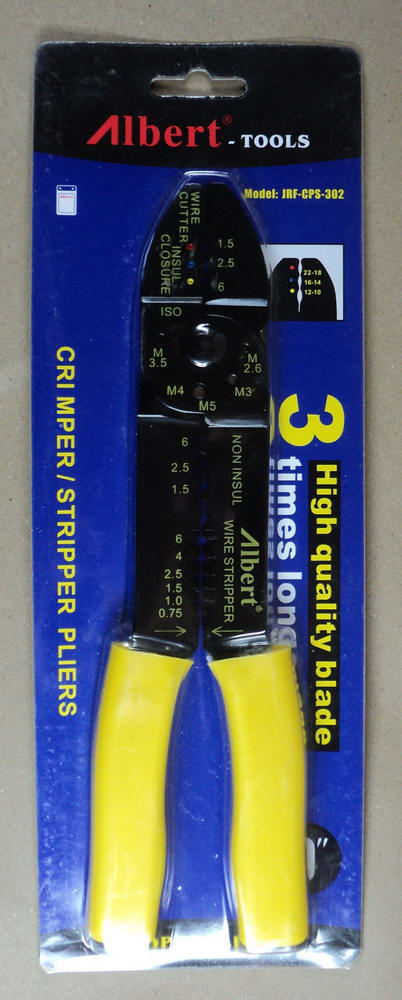 Albert® - TOOLS
Model: JRF-CPS-302
22-18
16-14
12-10
WIRE CUTTER
INSUL CLOSURE
1.5
2.5
6
ISO
M 3.5
M 2.6
M4
M3
M5
6
2.5
1.5
NON INSUL
6
4
2.5
1.5
1.0
0.75
WIRE STRIPPER
Albert®
CRIMPER/STRIPPER PLIERS
3
times long
High quality blade